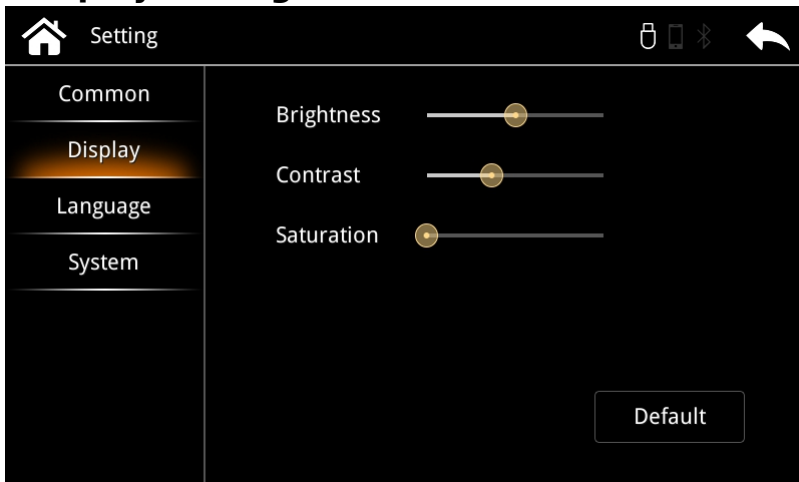 Setting
Common
Display
Language
System
Brightness
Contrast
Saturation
Default